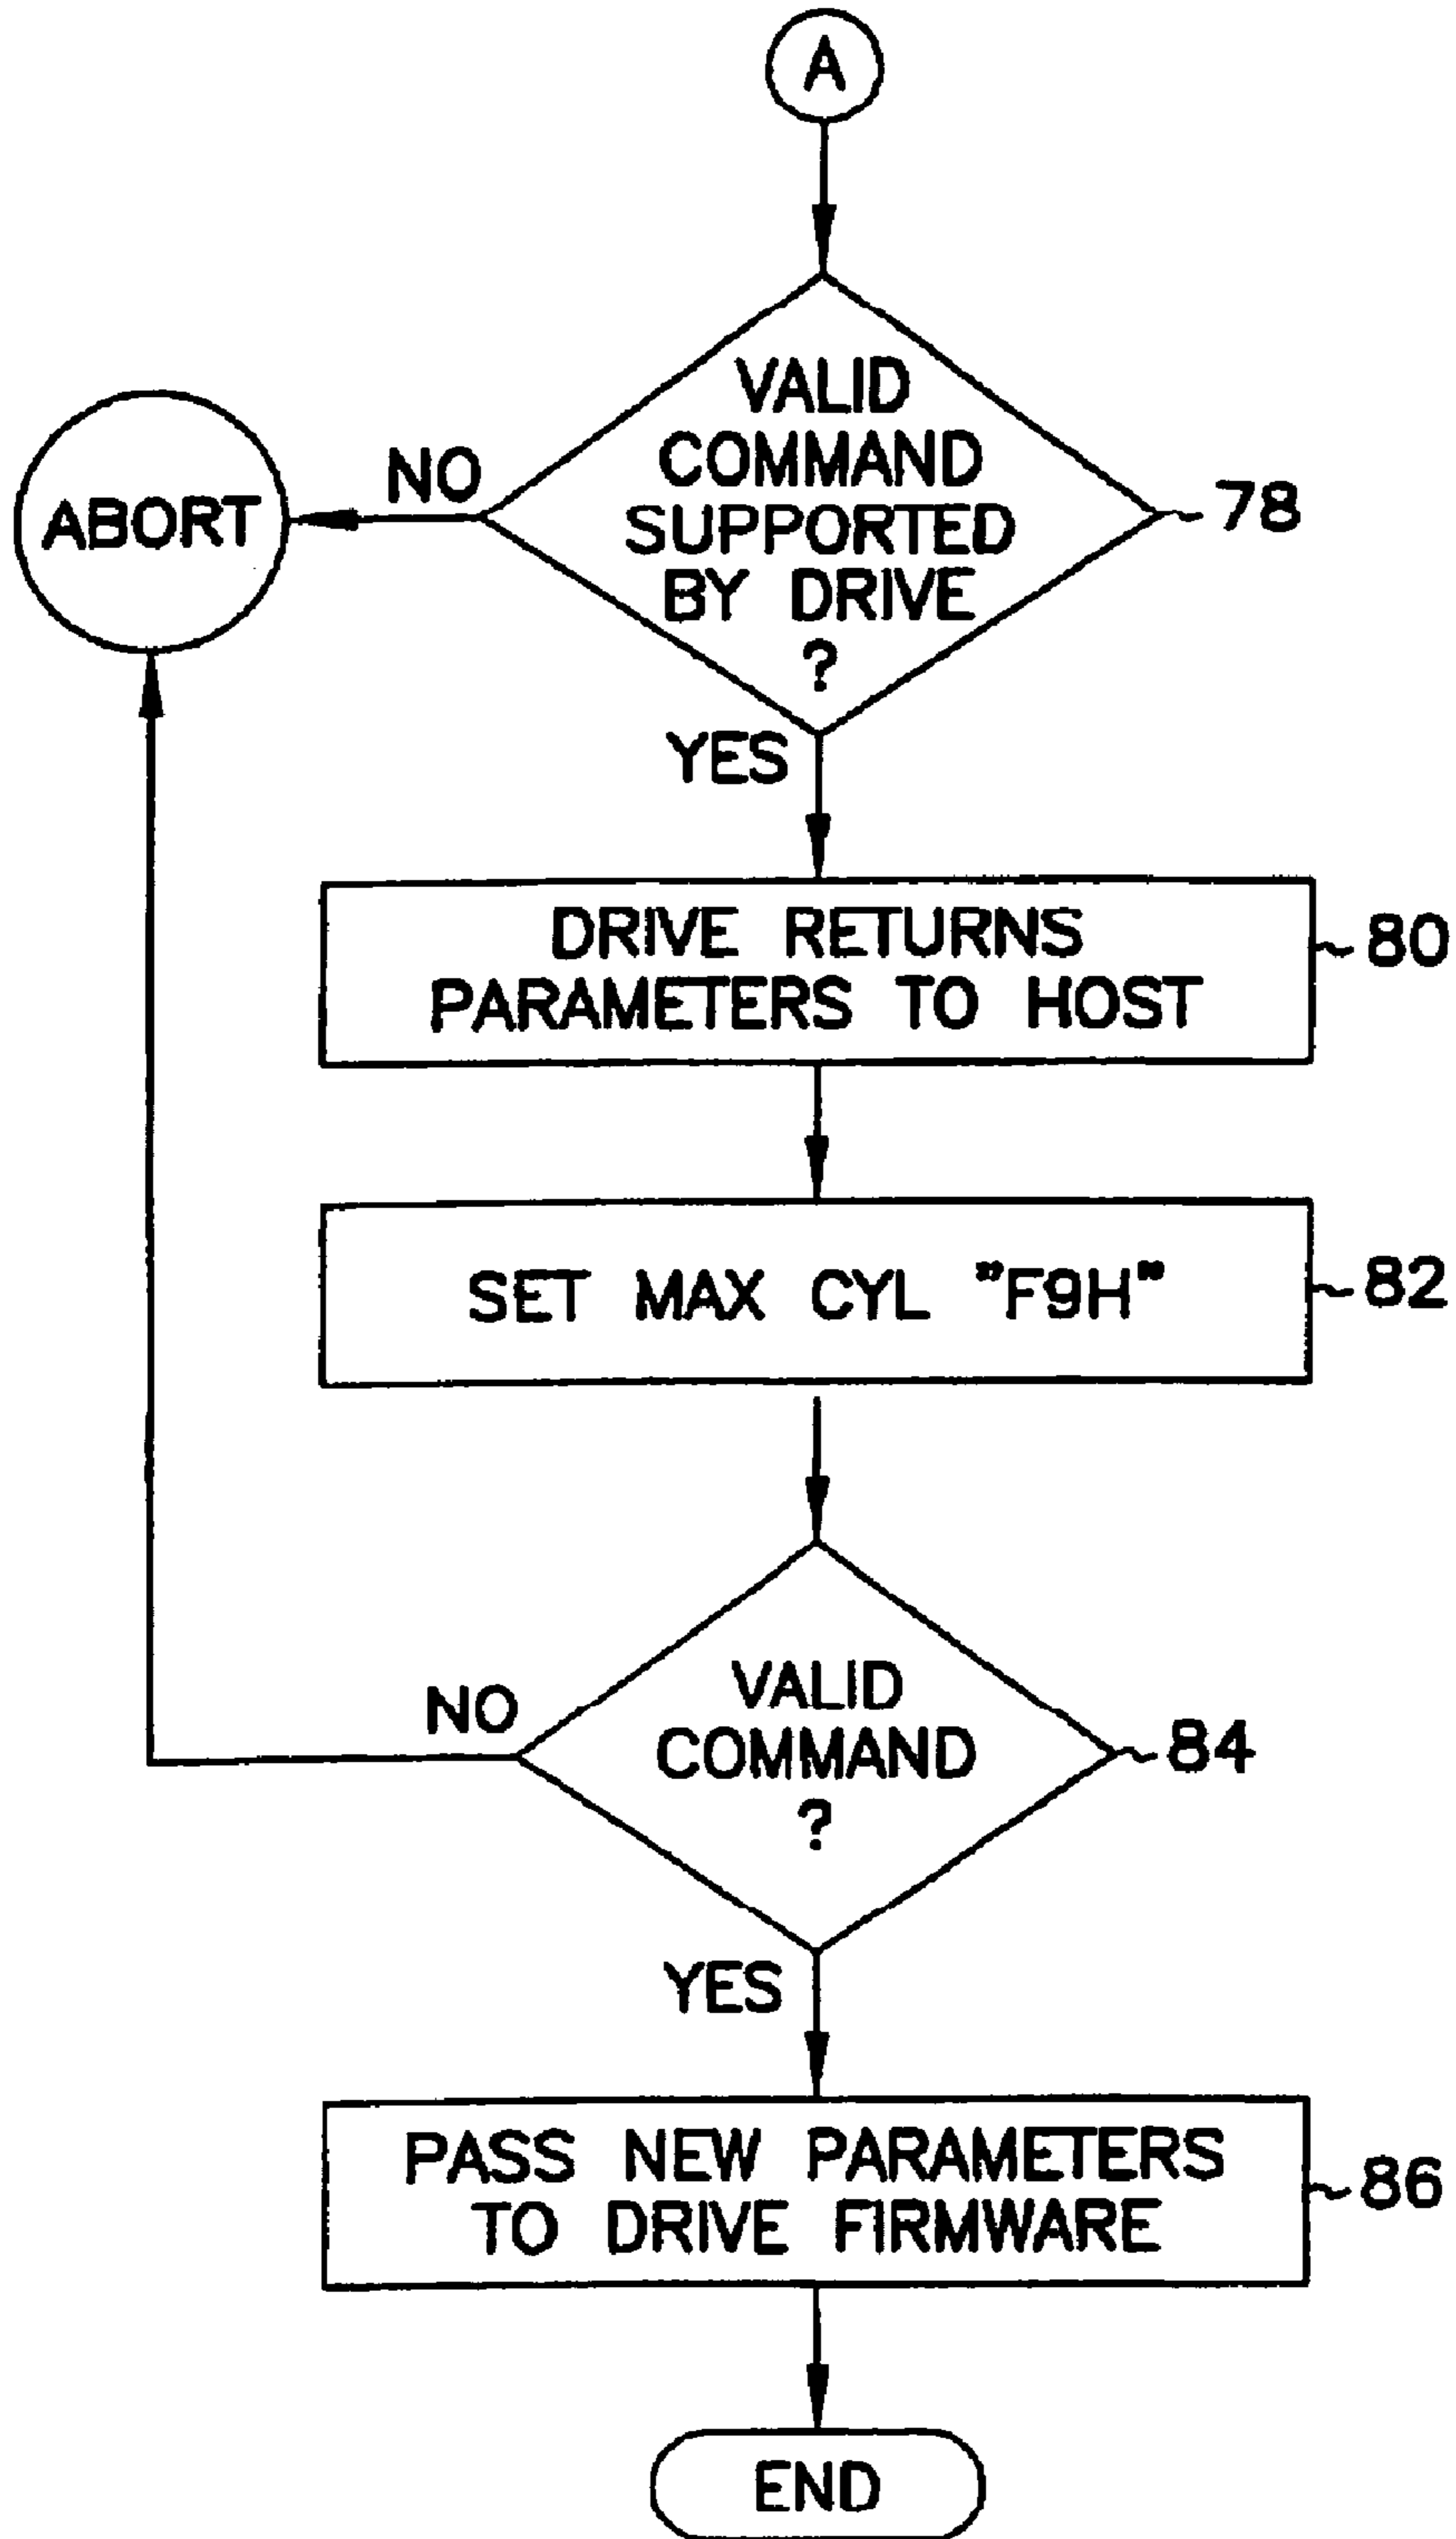 A
VALID
COMMAND
SUPPORTED
BY DRIVE
?
78
NO
ABORT
YES
DRIVE RETURNS
PARAMETERS TO HOST
80
SET MAX CYL "F9H"
82
VALID
COMMAND
?
84
NO
YES
PASS NEW PARAMETERS
TO DRIVE FIRMWARE
86
END